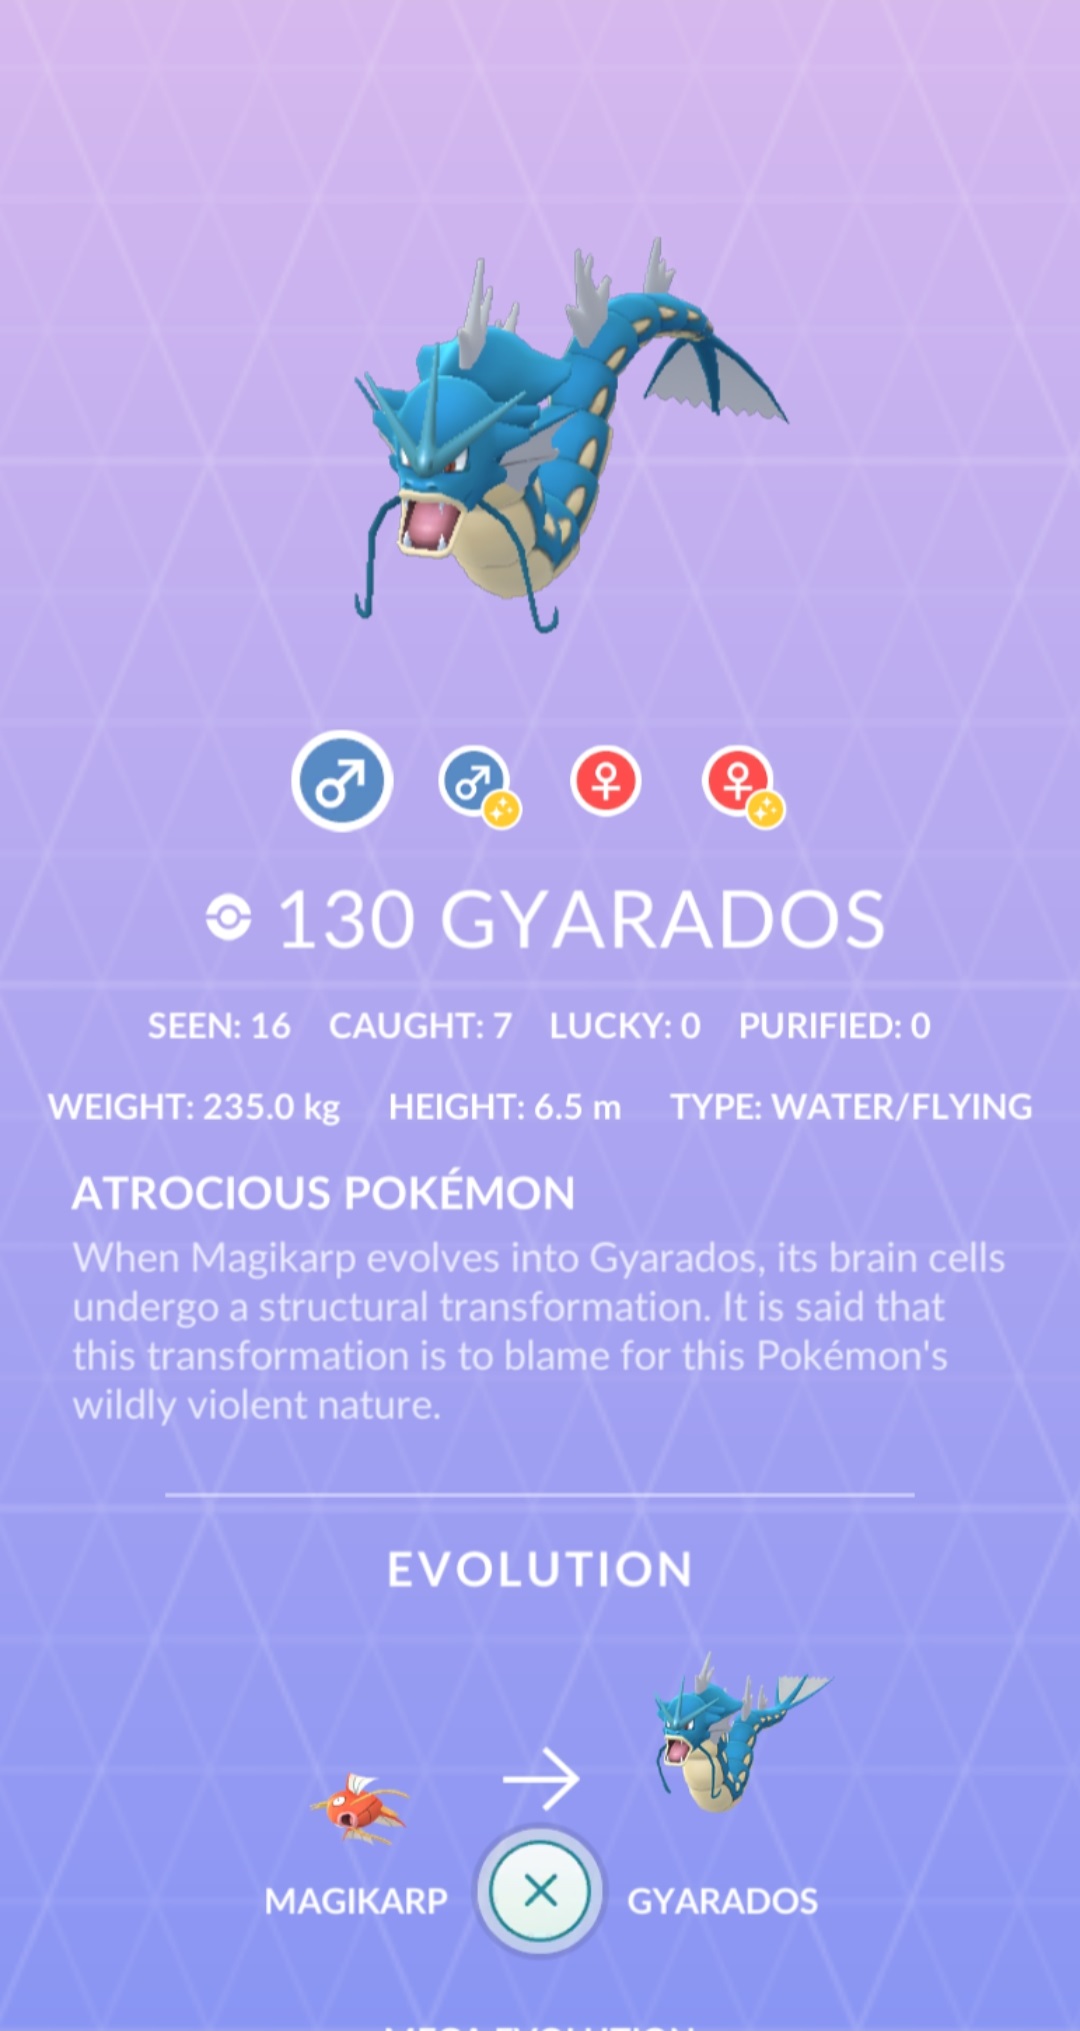 130 GYARADOS
SEEN: 16 CAUGHT: 7 LUCKY: 0 PURIFIED: 0
WEIGHT: 235.0 kg HEIGHT: 6.5 m TYPE: WATER/FLYING
ATROCIOUS POKÉMON
When Magikarp evolves into Gyarados, its brain cells
undergo a structural transformation. It is said that
this transformation is to blame for this Pokémon's
wildly violent nature.
EVOLUTION
MAGIKARP GYARADOS
MEGA EVOLUTION